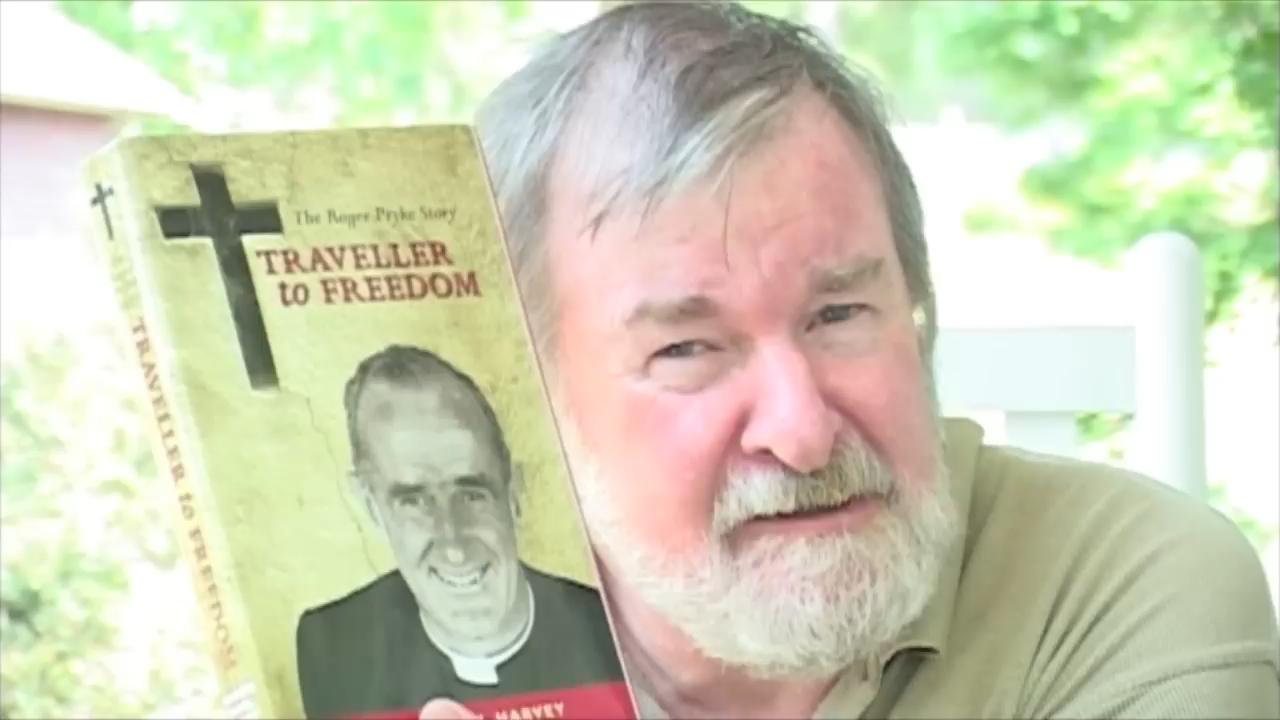 The Roger Pryke Story
TRAVELLER
to FREEDOM
HARVEY
TRAVELLER to FREEDOM